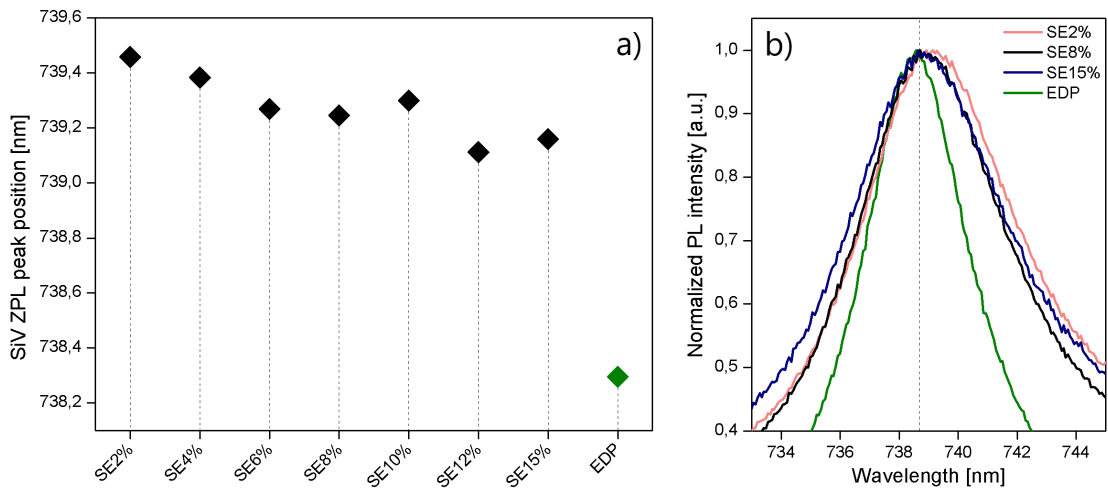 a)
SiV ZPL peak position [nm]
739,6
739,4
739,2
739,0
738,8
738,6
738,4
738,2
SE2%
SE4%
SE6%
SE8%
SE10%
SE12%
SE15%
EDP
b)
SE2%
SE8%
SE15%
EDP
Normalized PL intensity [a.u.]
1,0
0,9
0,8
0,7
0,6
0,5
0,4
734
736
738
740
742
744
Wavelength [nm]